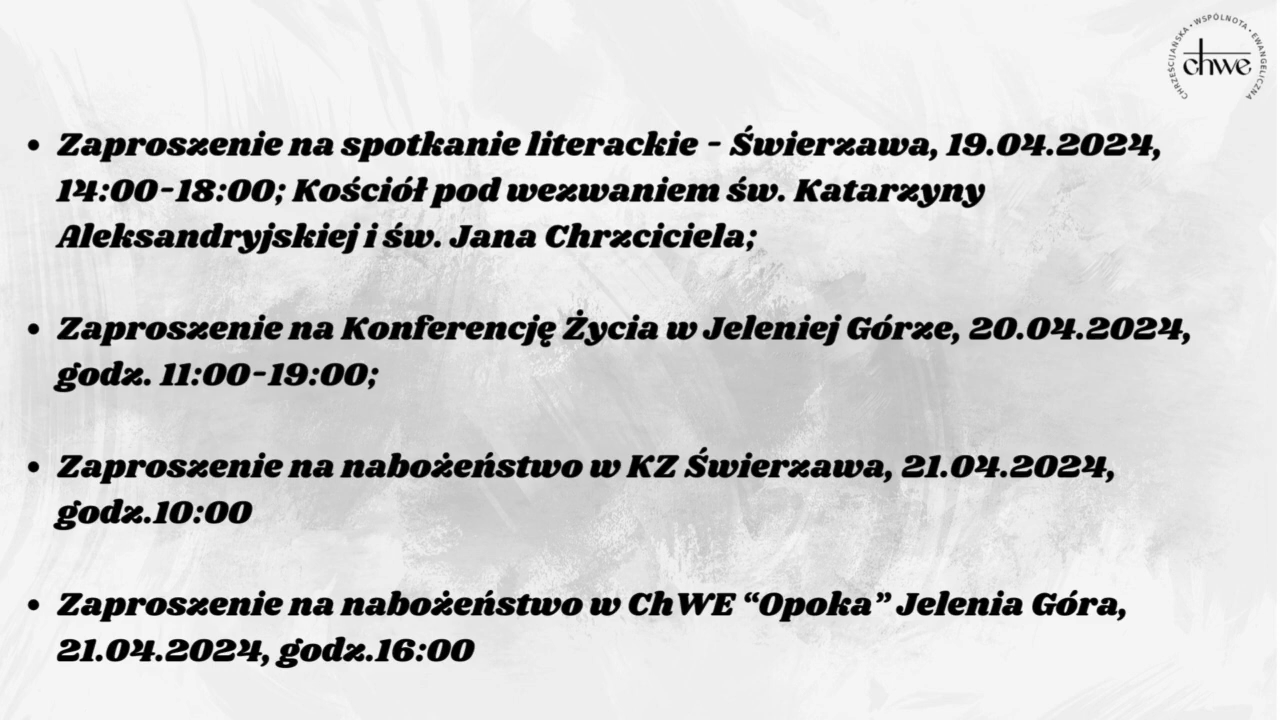 CHRZEŚCIJAŃSKA • WSPÓLNOTA • EWANGELICZNA
chwe
• Zaproszenie na spotkanie literackie - Świerzawa, 19.04.2024,
14:00-18:00; Kościół pod wezwaniem św. Katarzyny
Aleksandryjskiej i św. Jana Chrzciciela;
• Zaproszenie na Konferencję Życia w Jeleniej Górze, 20.04.2024,
godz. 11:00-19:00;
• Zaproszenie na nabożeństwo w KZ Świerzawa, 21.04.2024,
godz.10:00
• Zaproszenie na nabożeństwo w ChWE “Opoka” Jelenia Góra,
21.04.2024, godz.16:00